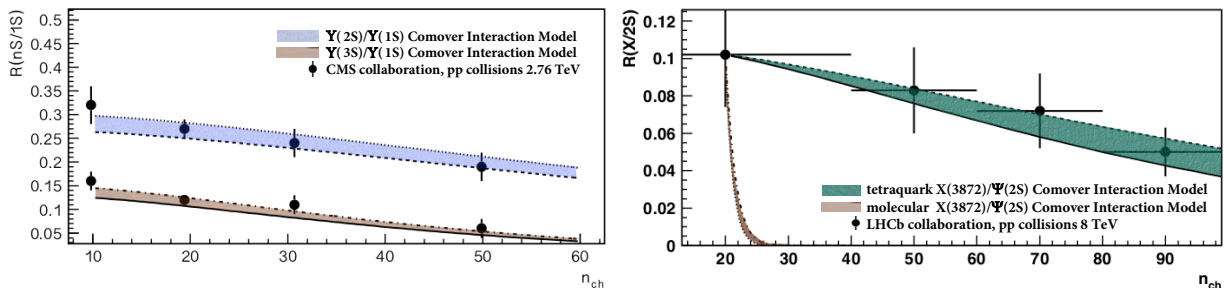 R(nS/1S)
0.5
0.45
0.4
0.35
0.3
0.25
0.2
0.15
0.1
0.05
ϒ(2S)/ϒ(1S) Comover Interaction Model
ϒ(3S)/ϒ(1S) Comover Interaction Model
CMS collaboration, pp collisions 2.76 TeV
10 20 30 40 50 60
n_ch
R(X/2S)
0.12
0.1
0.08
0.06
0.04
0.02
0
tetraquark X(3872)/Ψ(2S) Comover Interaction Model
molecular X(3872)/Ψ(2S) Comover Interaction Model
LHCb collaboration, pp collisions 8 TeV
20 30 40 50 60 70 80 90
n_ch